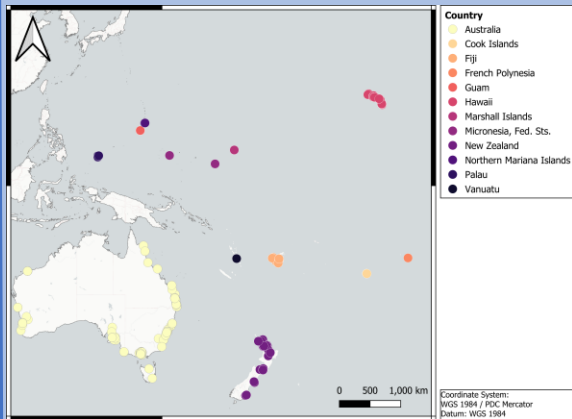 Country
Australia
Cook Islands
Fiji
French Polynesia
Guam
Hawaii
Marshall Islands
Micronesia, Fed. Sts.
New Zealand
Northern Mariana Islands
Palau
Vanuatu
0 500 1,000 km
Coordinate System:
WGS 1984 / PDC Mercator
Datum: WGS 1984